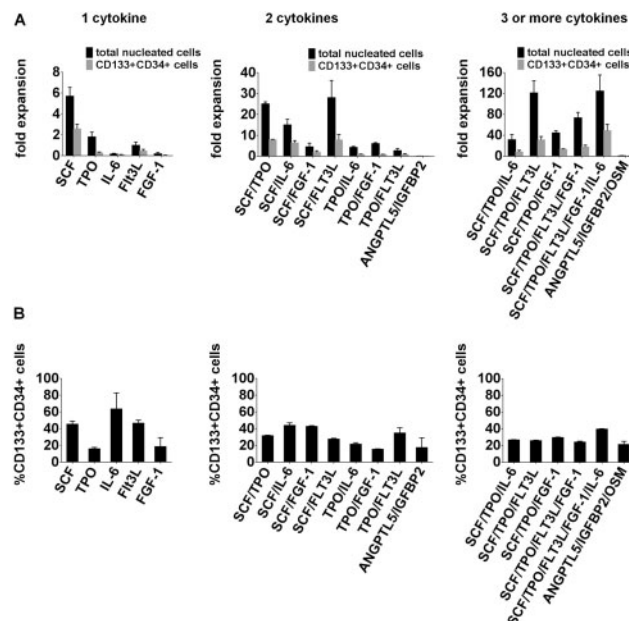 A
1 cytokine
2 cytokines
3 or more cytokines
total nucleated cells
CD133+CD34+ cells
fold expansion
8
6
4
2
0
SCF
TPO
IL-6
Flt3L
FGF-1
total nucleated cells
CD133+CD34+ cells
fold expansion
40
30
20
10
0
SCF/TPO
SCF/IL-6
SCF/FGF-1
SCF/FLT3L
TPO/IL-6
TPO/FGF-1
TPO/FLT3L
ANGPTL5/IGFBP2
total nucleated cells
CD133+CD34+ cells
fold expansion
160
120
80
40
0
SCF/TPO/IL-6
SCF/TPO/FLT3L
SCF/TPO/FGF-1
SCF/TPO/FLT3L/FGF-1
SCF/TPO/FLT3L/FGF-1/IL-6
ANGPTL5/IGFBP2/OSM
B
%CD133+CD34+ cells
100
80
60
40
20
0
SCF
TPO
IL-6
Flt3L
FGF-1
%CD133+CD34+ cells
100
80
60
40
20
0
SCF/TPO
SCF/IL-6
SCF/FGF-1
SCF/FLT3L
TPO/IL-6
TPO/FGF-1
TPO/FLT3L
ANGPTL5/IGFBP2
%CD133+CD34+ cells
100
80
60
40
20
0
SCF/TPO/IL-6
SCF/TPO/FLT3L
SCF/TPO/FGF-1
SCF/TPO/FLT3L/FGF-1
SCF/TPO/FLT3L/FGF-1/IL-6
ANGPTL5/IGFBP2/OSM